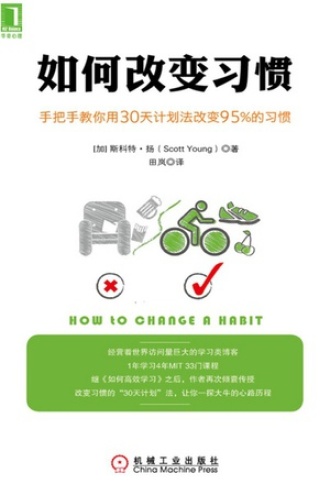 如何改变习惯
手把手教你用30天计划法改变95%的习惯
[加] 斯科特·扬（Scott Young）◎著
田岚◎译
HOW to CHANGE A HABIT
经营着世界访问量巨大的学习类博客
1年学习4年MIT 33门课程
继《如何高效学习》之后，作者再次倾意传授
改变习惯的“30天计划”法，让你一探大牛的心路历程
机械工业出版社
China Machine Press